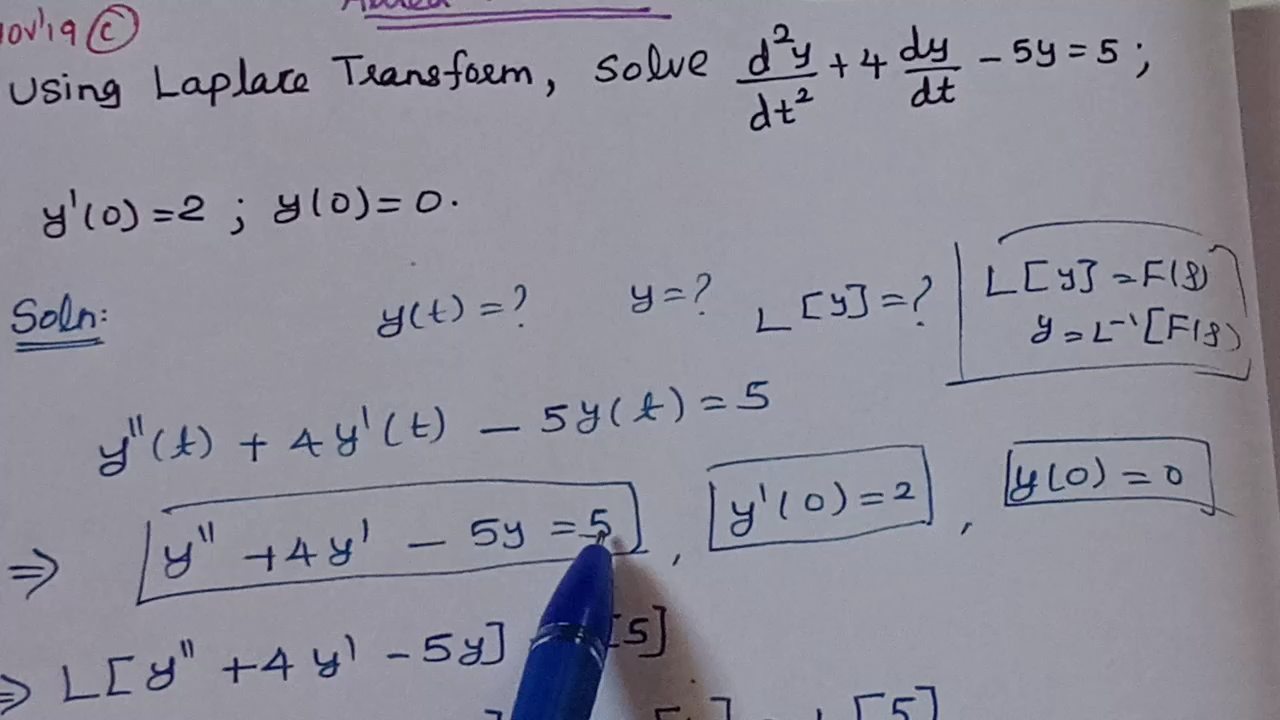 Nov'19 (c)
Using Laplace Transform, solve d²y/dt² + 4 dy/dt - 5y = 5 ;
y'(0) = 2 ; y(0) = 0.
Soln: y(t) = ? y = ? L[y] = ?
L[y] = F(s)
y = L⁻¹[F(s)
y''(t) + 4y'(t) - 5y(t) = 5
⇒ y'' + 4y' - 5y = 5 , y'(0) = 2 , y(0) = 0
⇒ L[y'' + 4y' - 5y] [5]
[5]